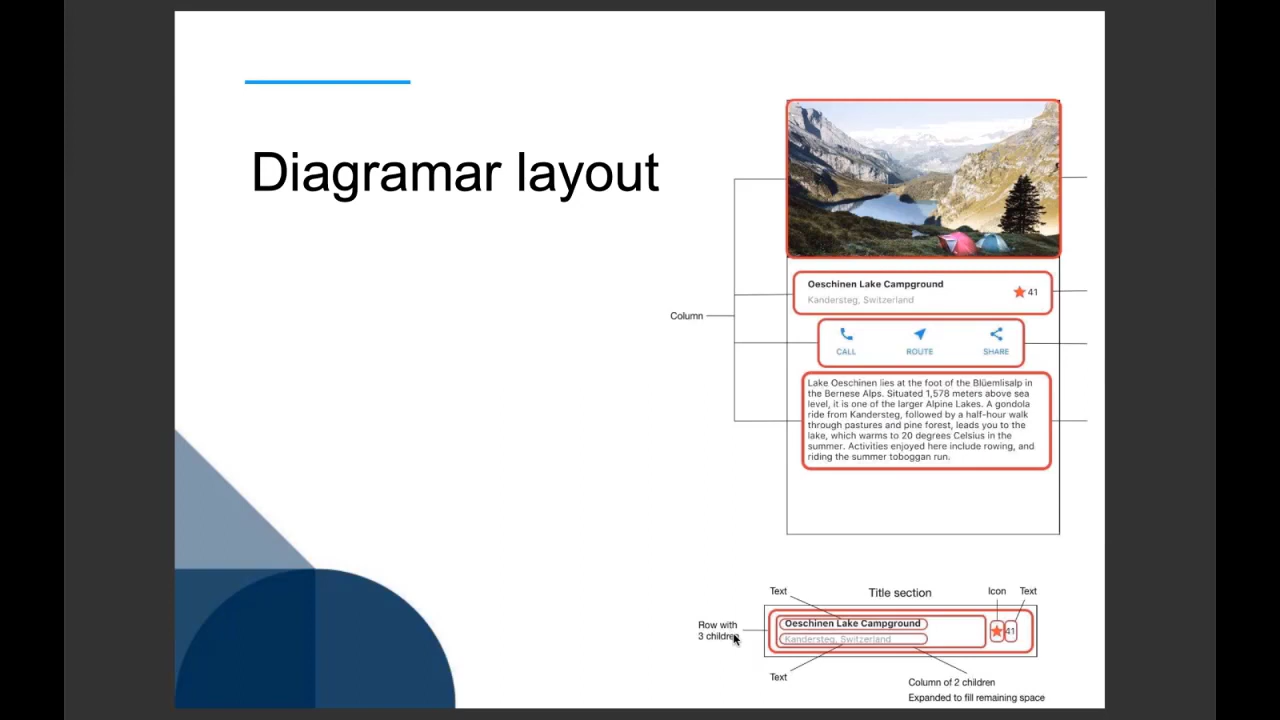 Diagramar layout
Oeschinen Lake Campground
Kandersteg, Switzerland
41
Column
CALL
ROUTE
SHARE
Lake Oeschinen lies at the foot of the Blüemlisalp in
the Bernese Alps. Situated 1,578 meters above sea
level, it is one of the larger Alpine Lakes. A gondola
ride from Kandersteg, followed by a half-hour walk
through pastures and pine forest, leads you to the
lake, which warms to 20 degrees Celsius in the
summer. Activities enjoyed here include rowing, and
riding the summer toboggan run.
Text
Title section
Icon
Text
Row with
3 children
Oeschinen Lake Campground
Kandersteg, Switzerland
41
Text
Column of 2 children
Expanded to fill remaining space